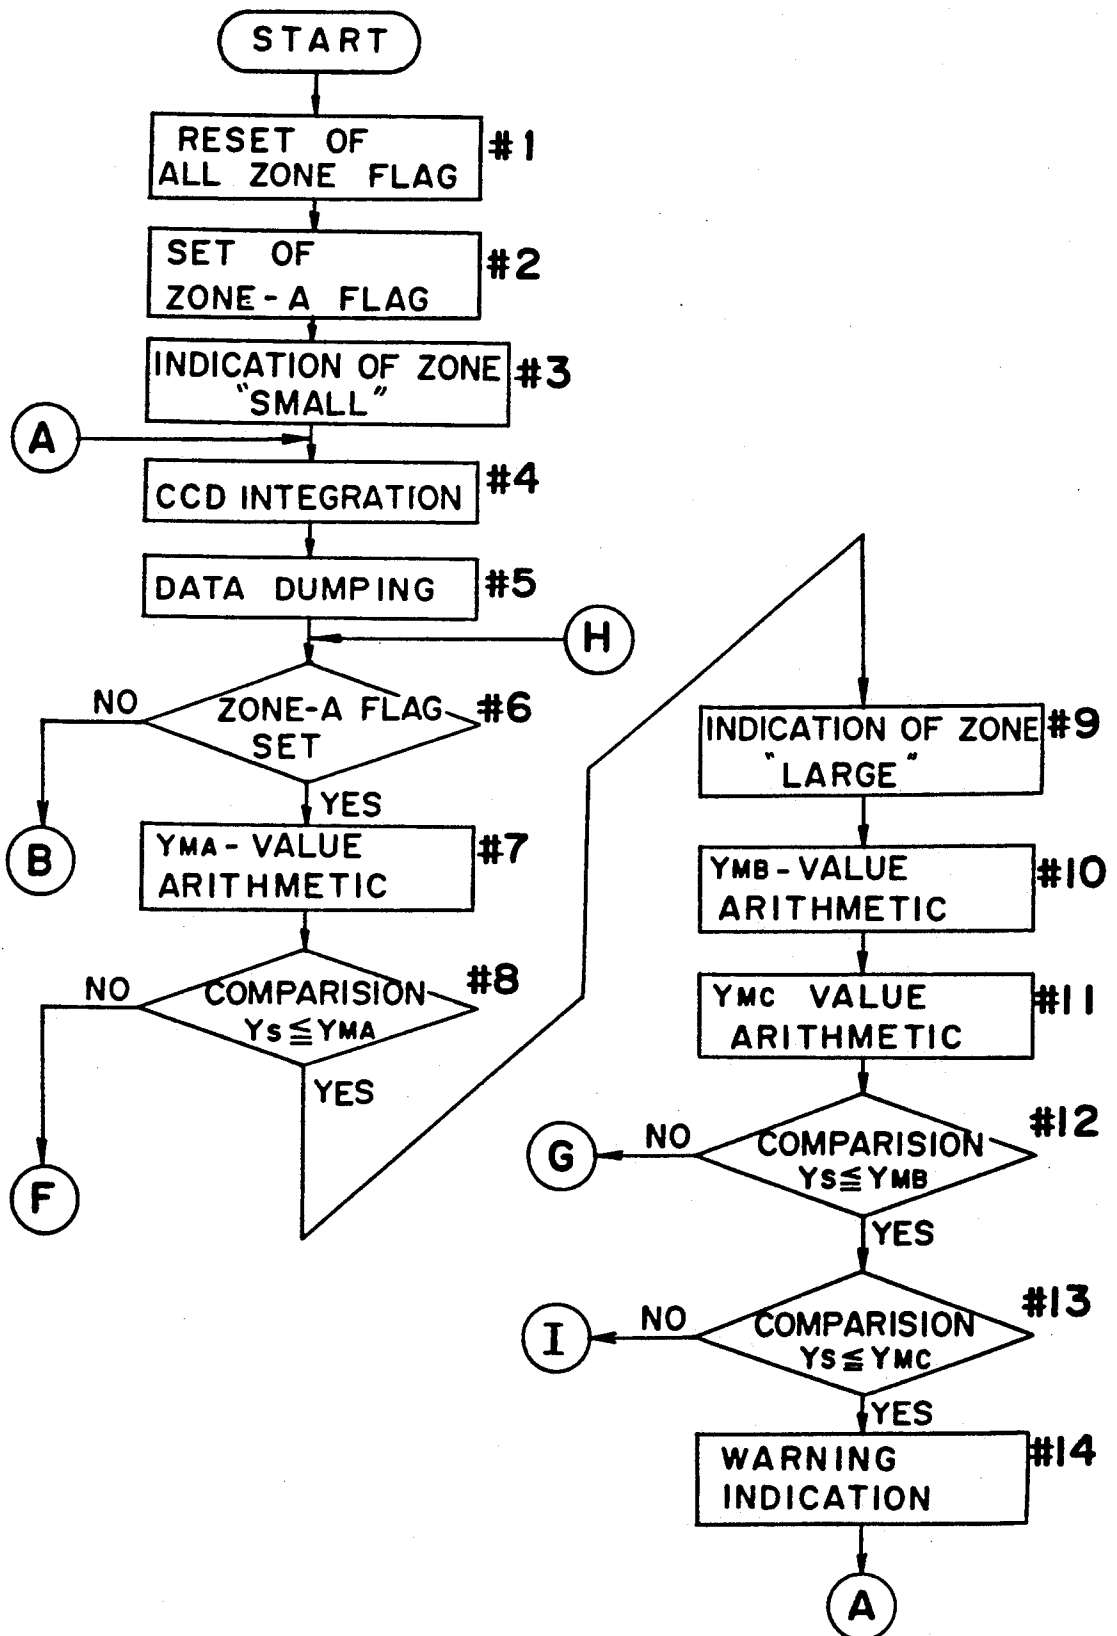 START
RESET OF
ALL ZONE FLAG
#1
SET OF
ZONE-A FLAG
#2
INDICATION OF ZONE
"SMALL"
#3
A
CCD INTEGRATION
#4
DATA DUMPING
#5
H
ZONE-A FLAG
SET
#6
NO
YES
B
YMA-VALUE
ARITHMETIC
#7
COMPARISION
YS≦YMA
#8
NO
YES
F
INDICATION OF ZONE
"LARGE"
#9
YMB-VALUE
ARITHMETIC
#10
YMC VALUE
ARITHMETIC
#11
COMPARISION
YS≦YMB
#12
NO
G
YES
COMPARISION
YS≦YMC
#13
NO
I
YES
WARNING
INDICATION
#14
A